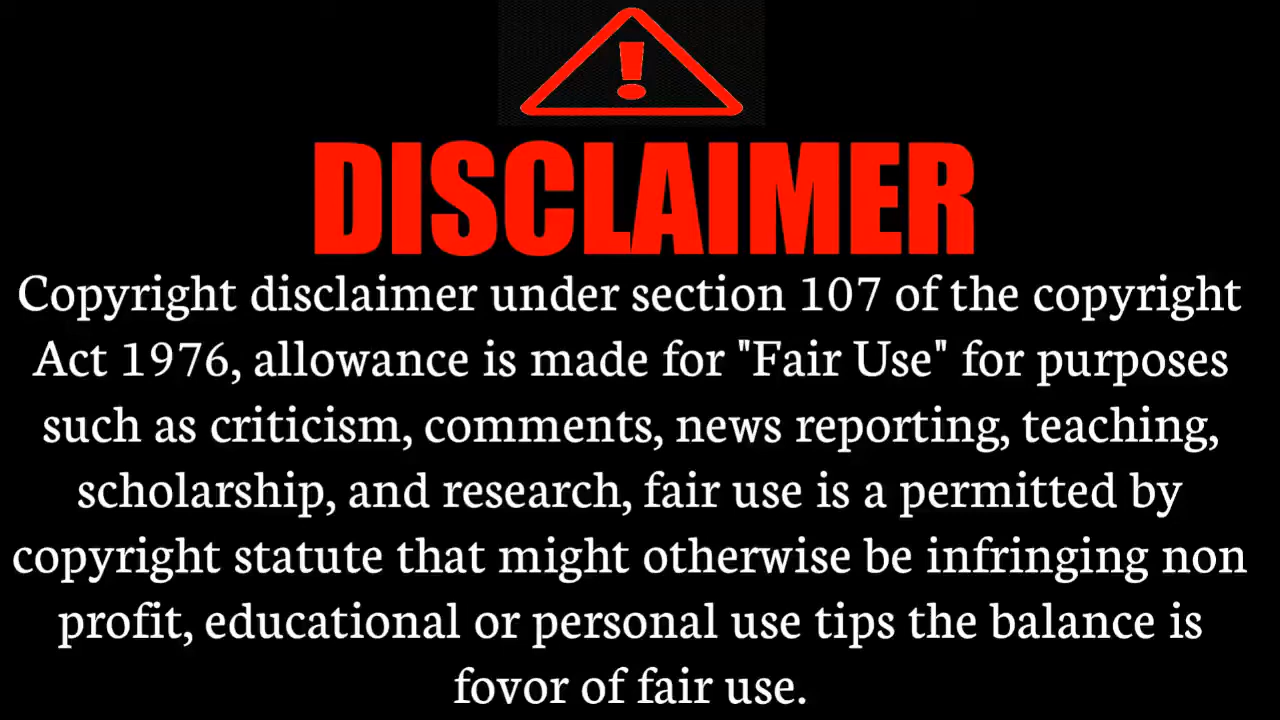 DISCLAIMER
Copyright disclaimer under section 107 of the copyright
Act 1976, allowance is made for "Fair Use" for purposes
such as criticism, comments, news reporting, teaching,
scholarship, and research, fair use is a permitted by
copyright statute that might otherwise be infringing non
profit, educational or personal use tips the balance is
fovor of fair use.